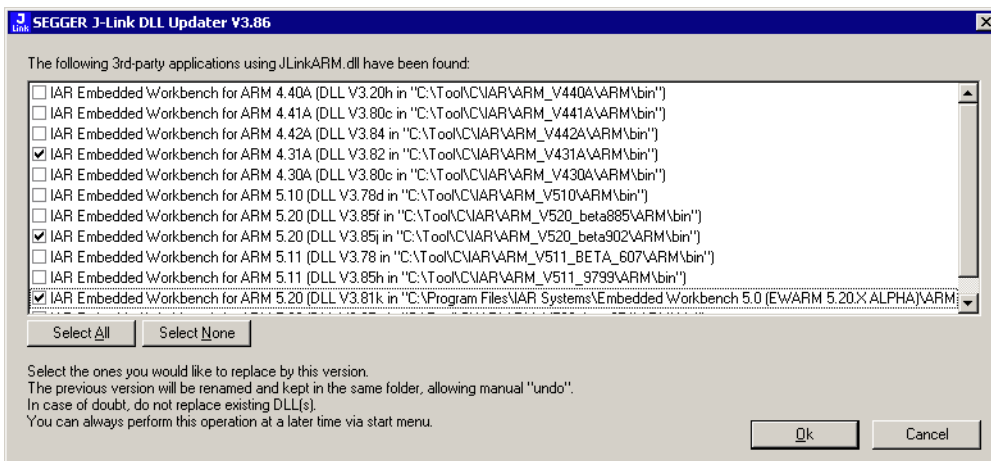 J Link SEGGER J-Link DLL Updater V3.86
The following 3rd-party applications using JLinkARM.dll have been found:
IAR Embedded Workbench for ARM 4.40A (DLL V3.20h in "C:\Tool\C\IAR\ARM_V440A\ARM\bin")
IAR Embedded Workbench for ARM 4.41A (DLL V3.80c in "C:\Tool\C\IAR\ARM_V441A\ARM\bin")
IAR Embedded Workbench for ARM 4.42A (DLL V3.84 in "C:\Tool\C\IAR\ARM_V442A\ARM\bin")
IAR Embedded Workbench for ARM 4.31A (DLL V3.82 in "C:\Tool\C\IAR\ARM_V431A\ARM\bin")
IAR Embedded Workbench for ARM 4.30A (DLL V3.80c in "C:\Tool\C\IAR\ARM_V430A\ARM\bin")
IAR Embedded Workbench for ARM 5.10 (DLL V3.78d in "C:\Tool\C\IAR\ARM_V510\ARM\bin")
IAR Embedded Workbench for ARM 5.20 (DLL V3.85f in "C:\Tool\C\IAR\ARM_V520_beta885\ARM\bin")
IAR Embedded Workbench for ARM 5.20 (DLL V3.85j in "C:\Tool\C\IAR\ARM_V520_beta902\ARM\bin")
IAR Embedded Workbench for ARM 5.11 (DLL V3.78 in "C:\Tool\C\IAR\ARM_V511_BETA_607\ARM\bin")
IAR Embedded Workbench for ARM 5.11 (DLL V3.85h in "C:\Tool\C\IAR\ARM_V511_9799\ARM\bin")
IAR Embedded Workbench for ARM 5.20 (DLL V3.81k in "C:\Program Files\IAR Systems\Embedded Workbench 5.0 (EWARM 5.20.X ALPHA)\ARM
Select All
Select None
Select the ones you would like to replace by this version.
The previous version will be renamed and kept in the same folder, allowing manual "undo".
In case of doubt, do not replace existing DLL(s).
You can always perform this operation at a later time via start menu.
Ok
Cancel